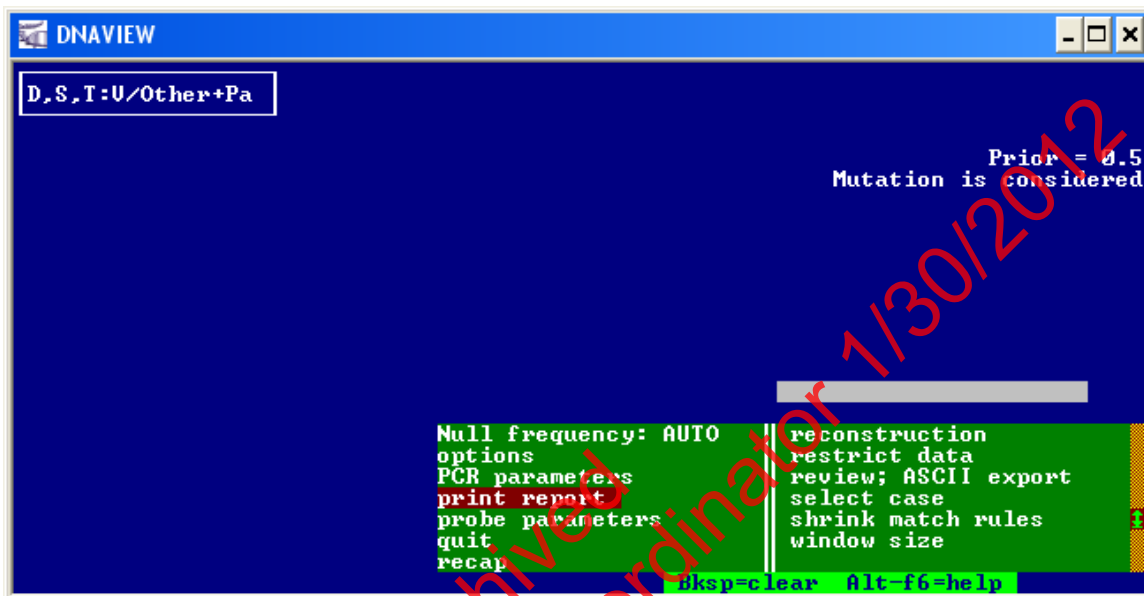 DNAVIEW
D,S,T:V/Other+Pa
Prior = 0.5
Mutation is considered
Null frequency: AUTO
options
PCR parameters
print report
probe parameters
quit
recap
reconstruction
restrict data
review; ASCII export
select case
shrink match rules
window size
Bksp=clear Alt-f6=help
1/30/2012